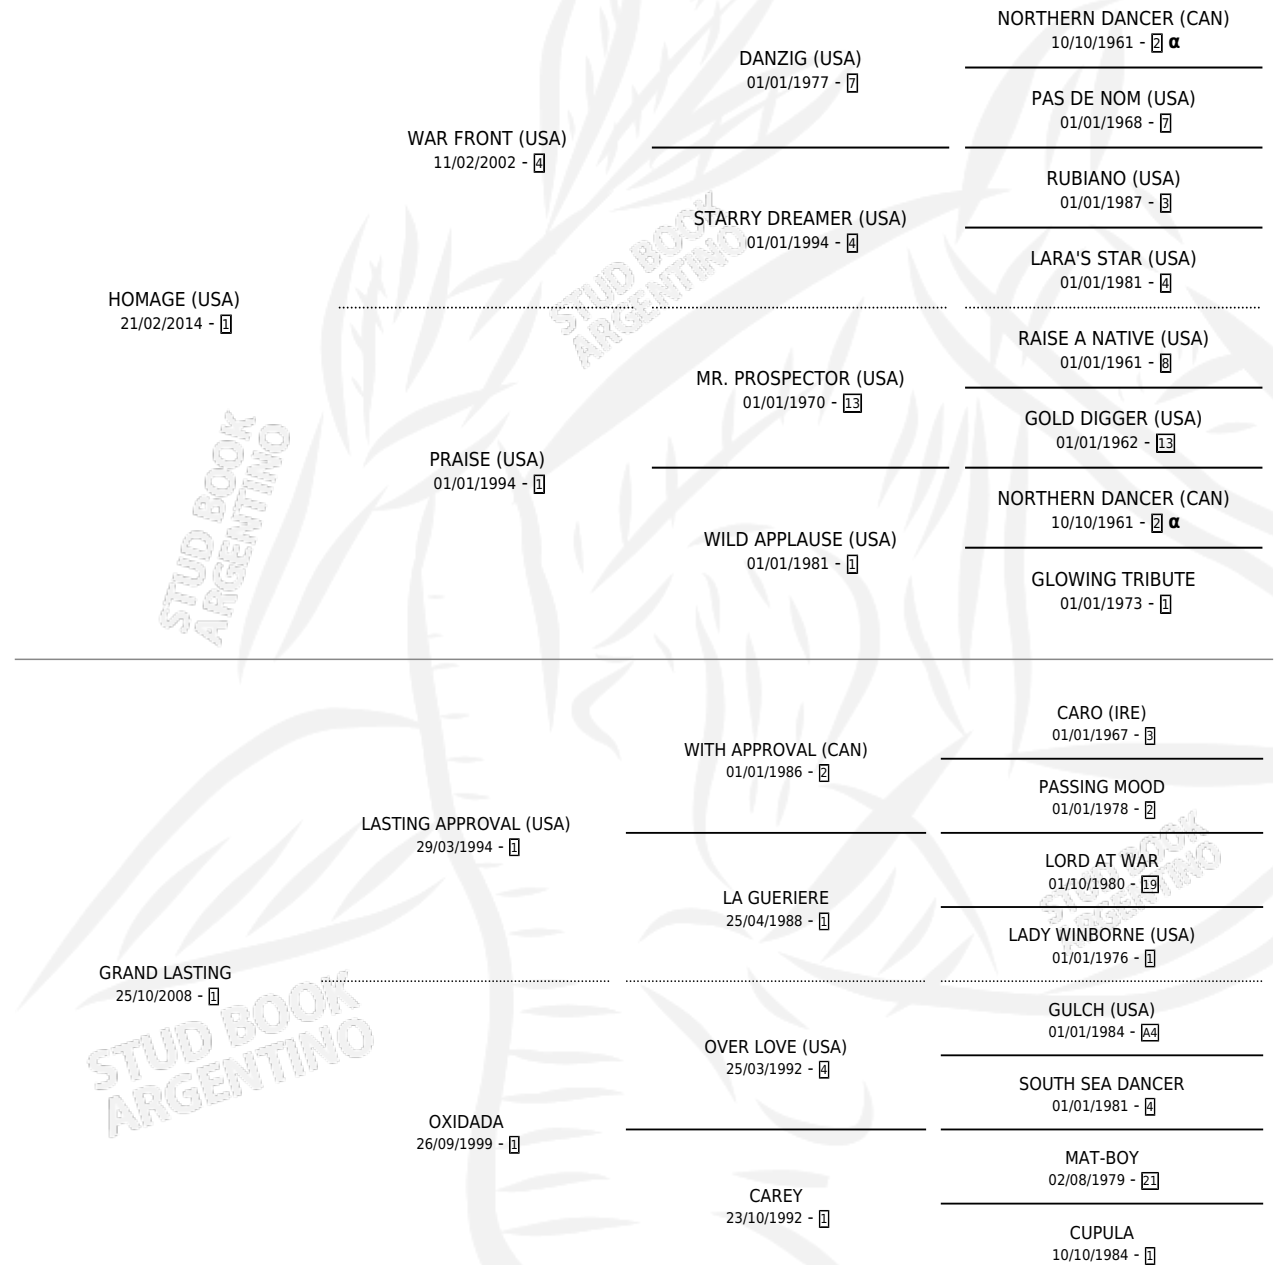 NORTHERN DANCER (CAN)
10/10/1961 - 2 α
DANZIG (USA)
01/01/1977 - 7
PAS DE NOM (USA)
01/01/1968 - 7
WAR FRONT (USA)
11/02/2002 - 4
RUBIANO (USA)
01/01/1987 - 3
STARRY DREAMER (USA)
01/01/1994 - 4
LARA'S STAR (USA)
01/01/1981 - 4
HOMAGE (USA)
21/02/2014 - 1
RAISE A NATIVE (USA)
01/01/1961 - 8
MR. PROSPECTOR (USA)
01/01/1970 - 13
GOLD DIGGER (USA)
01/01/1962 - 13
PRAISE (USA)
01/01/1994 - 1
NORTHERN DANCER (CAN)
10/10/1961 - 2 α
WILD APPLAUSE (USA)
01/01/1981 - 1
GLOWING TRIBUTE
01/01/1973 - 1
CARO (IRE)
01/01/1967 - 3
WITH APPROVAL (CAN)
01/01/1986 - 2
PASSING MOOD
01/01/1978 - 2
LASTING APPROVAL (USA)
29/03/1994 - 1
LORD AT WAR
01/10/1980 - 19
LA GUERIERE
25/04/1988 - 1
LADY WINBORNE (USA)
01/01/1976 - 1
GRAND LASTING
25/10/2008 - 1
GULCH (USA)
01/01/1984 - A4
OVER LOVE (USA)
25/03/1992 - 4
SOUTH SEA DANCER
01/01/1981 - 4
OXIDADA
26/09/1999 - 1
MAT-BOY
02/08/1979 - 21
CAREY
23/10/1992 - 1
CUPULA
10/10/1984 - 1
STUD BOOK
ARGENTINO
STUD BOOK
ARGENTINO
STUD BOOK
ARGENTINO
STUD BOOK
ARGENTINO